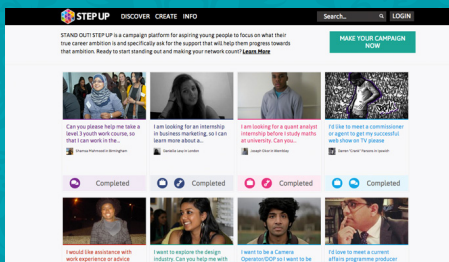 STEP UP DISCOVER CREATE INFO Search... LOGIN
STAND OUT! STEP UP is a campaign platform for aspiring young people to focus on what their
true career ambition is and specifically ask for the support that will help them progress towards
that ambition. Ready to start standing out and making your network count? Learn More
MAKE YOUR CAMPAIGN
NOW
Can you please help me take a
level 3 youth work course, so
that I can work in the...
I am looking for an internship
in business marketing, so I can
learn more about a...
I am looking for a quant analyst
internship before I study maths
at university. Can you...
I'd like to meet a commissioner
or agent to get my successful
web show on TV please
Completed
Completed
Completed
Completed
I would like assistance with
work experience or advice
I want to explore the design
industry. Can you help me with
I want to be a Camera
Operator/DOP so I want to be
I'd love to meet a current
affairs programme producer